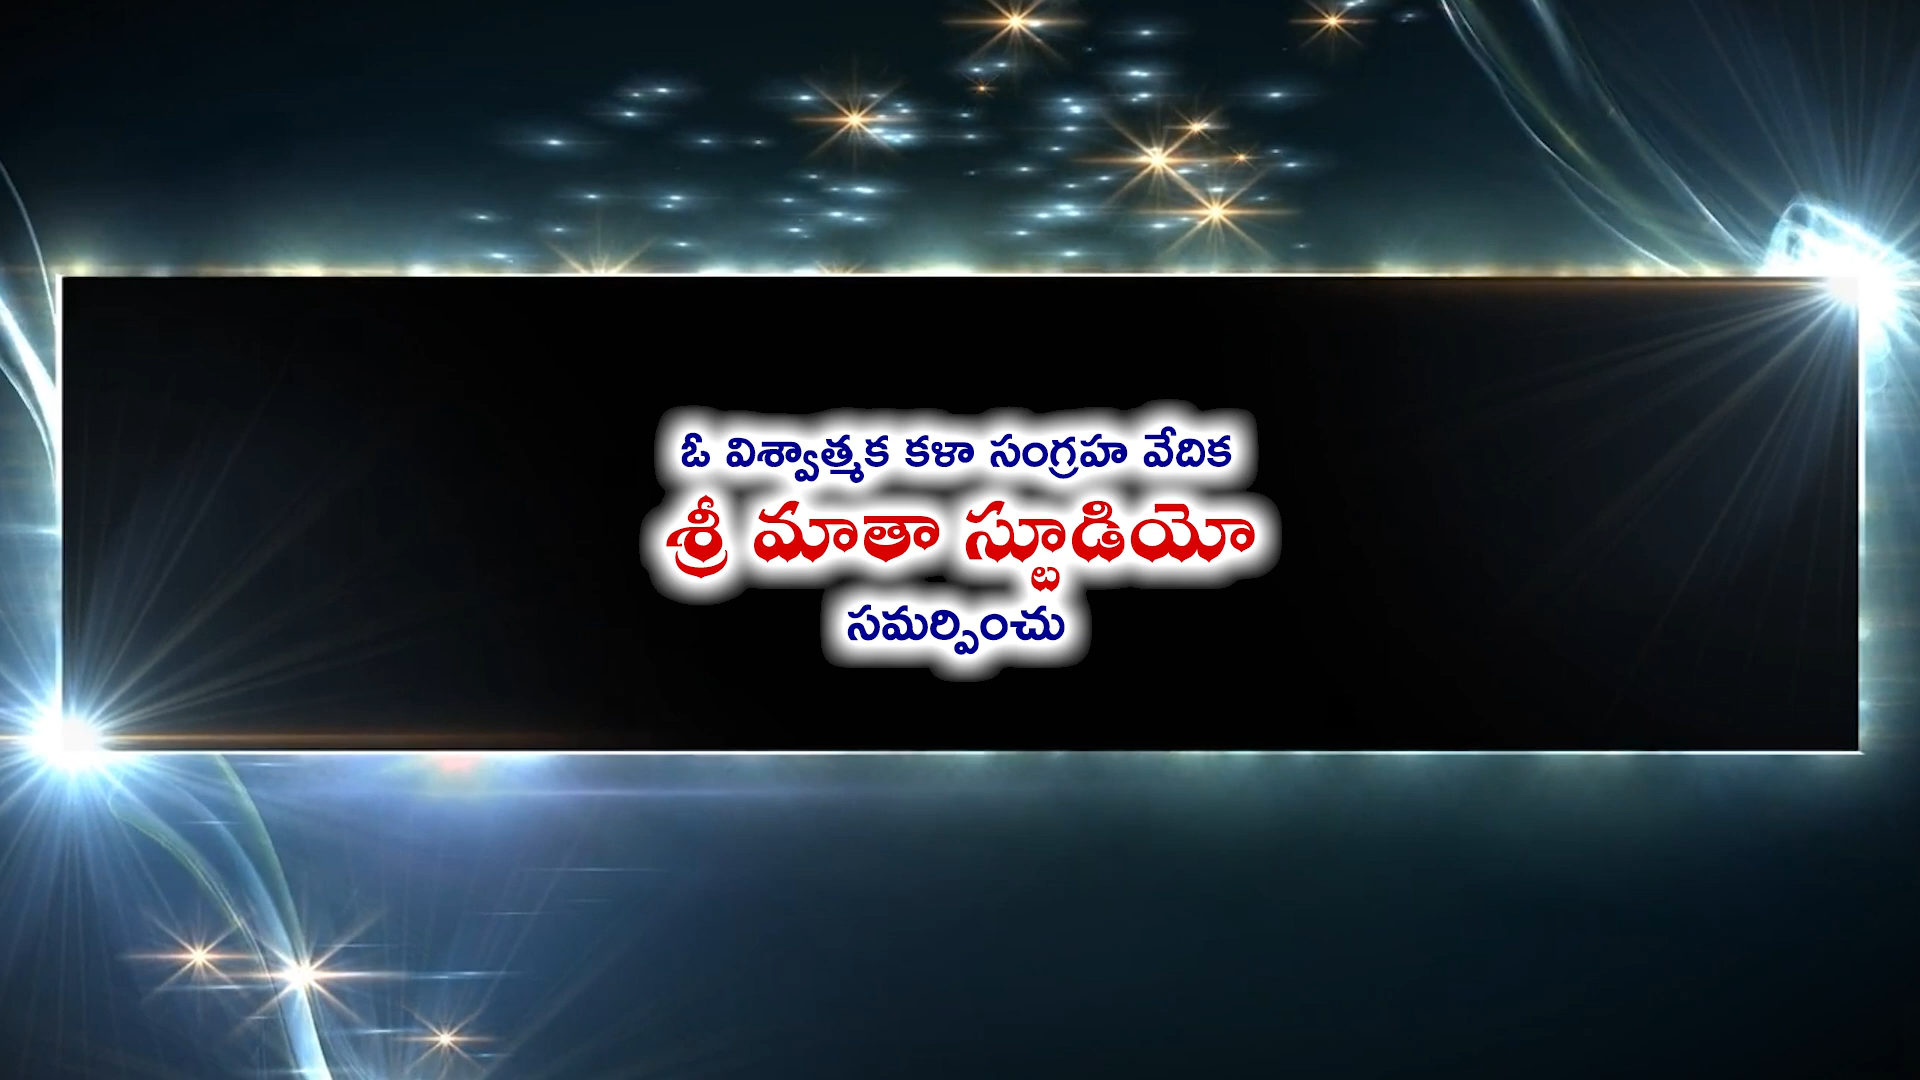 ఓ విశ్వాత్మక కళా సంగ్రహ వేదిక
శ్రీ మాతా స్టూడియో
సమర్పించు